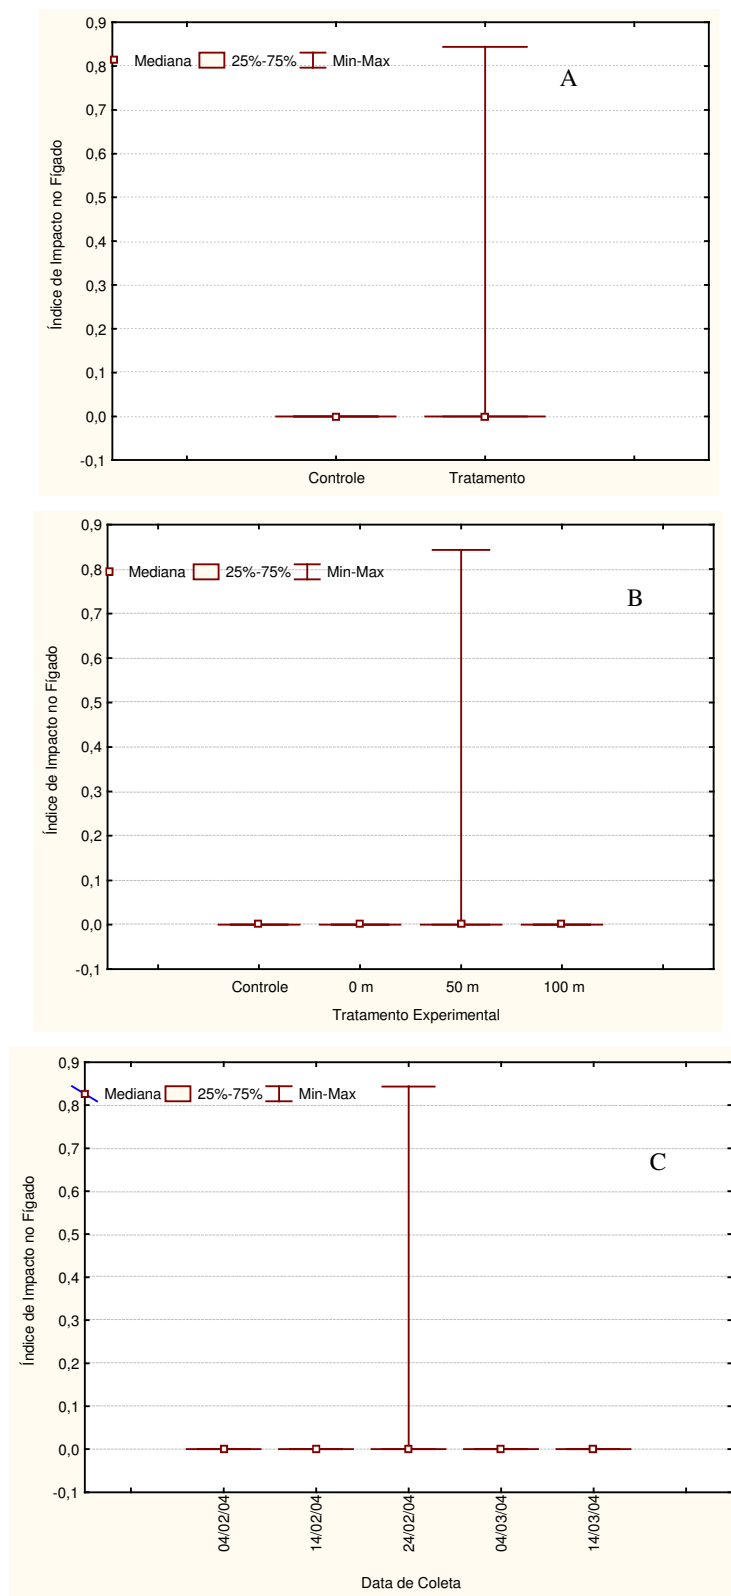 0,9
Mediana 25%-75% Min-Max
A
0,8
0,7
0,6
0,5
0,4
0,3
0,2
0,1
0,0
-0,1
Índice de Impacto no Fígado
Controle Tratamento
0,9
Mediana 25%-75% Min-Max
B
0,8
0,7
0,6
0,5
0,4
0,3
0,2
0,1
0,0
-0,1
Índice de Impacto no Fígado
Controle 0 m 50 m 100 m
Tratamento Experimental
0,9
Mediana 25%-75% Min-Max
C
0,8
0,7
0,6
0,5
0,4
0,3
0,2
0,1
0,0
-0,1
Índice de Impacto no Fígado
04/02/04 14/02/04 24/02/04 04/03/04 14/03/04
Data de Coleta